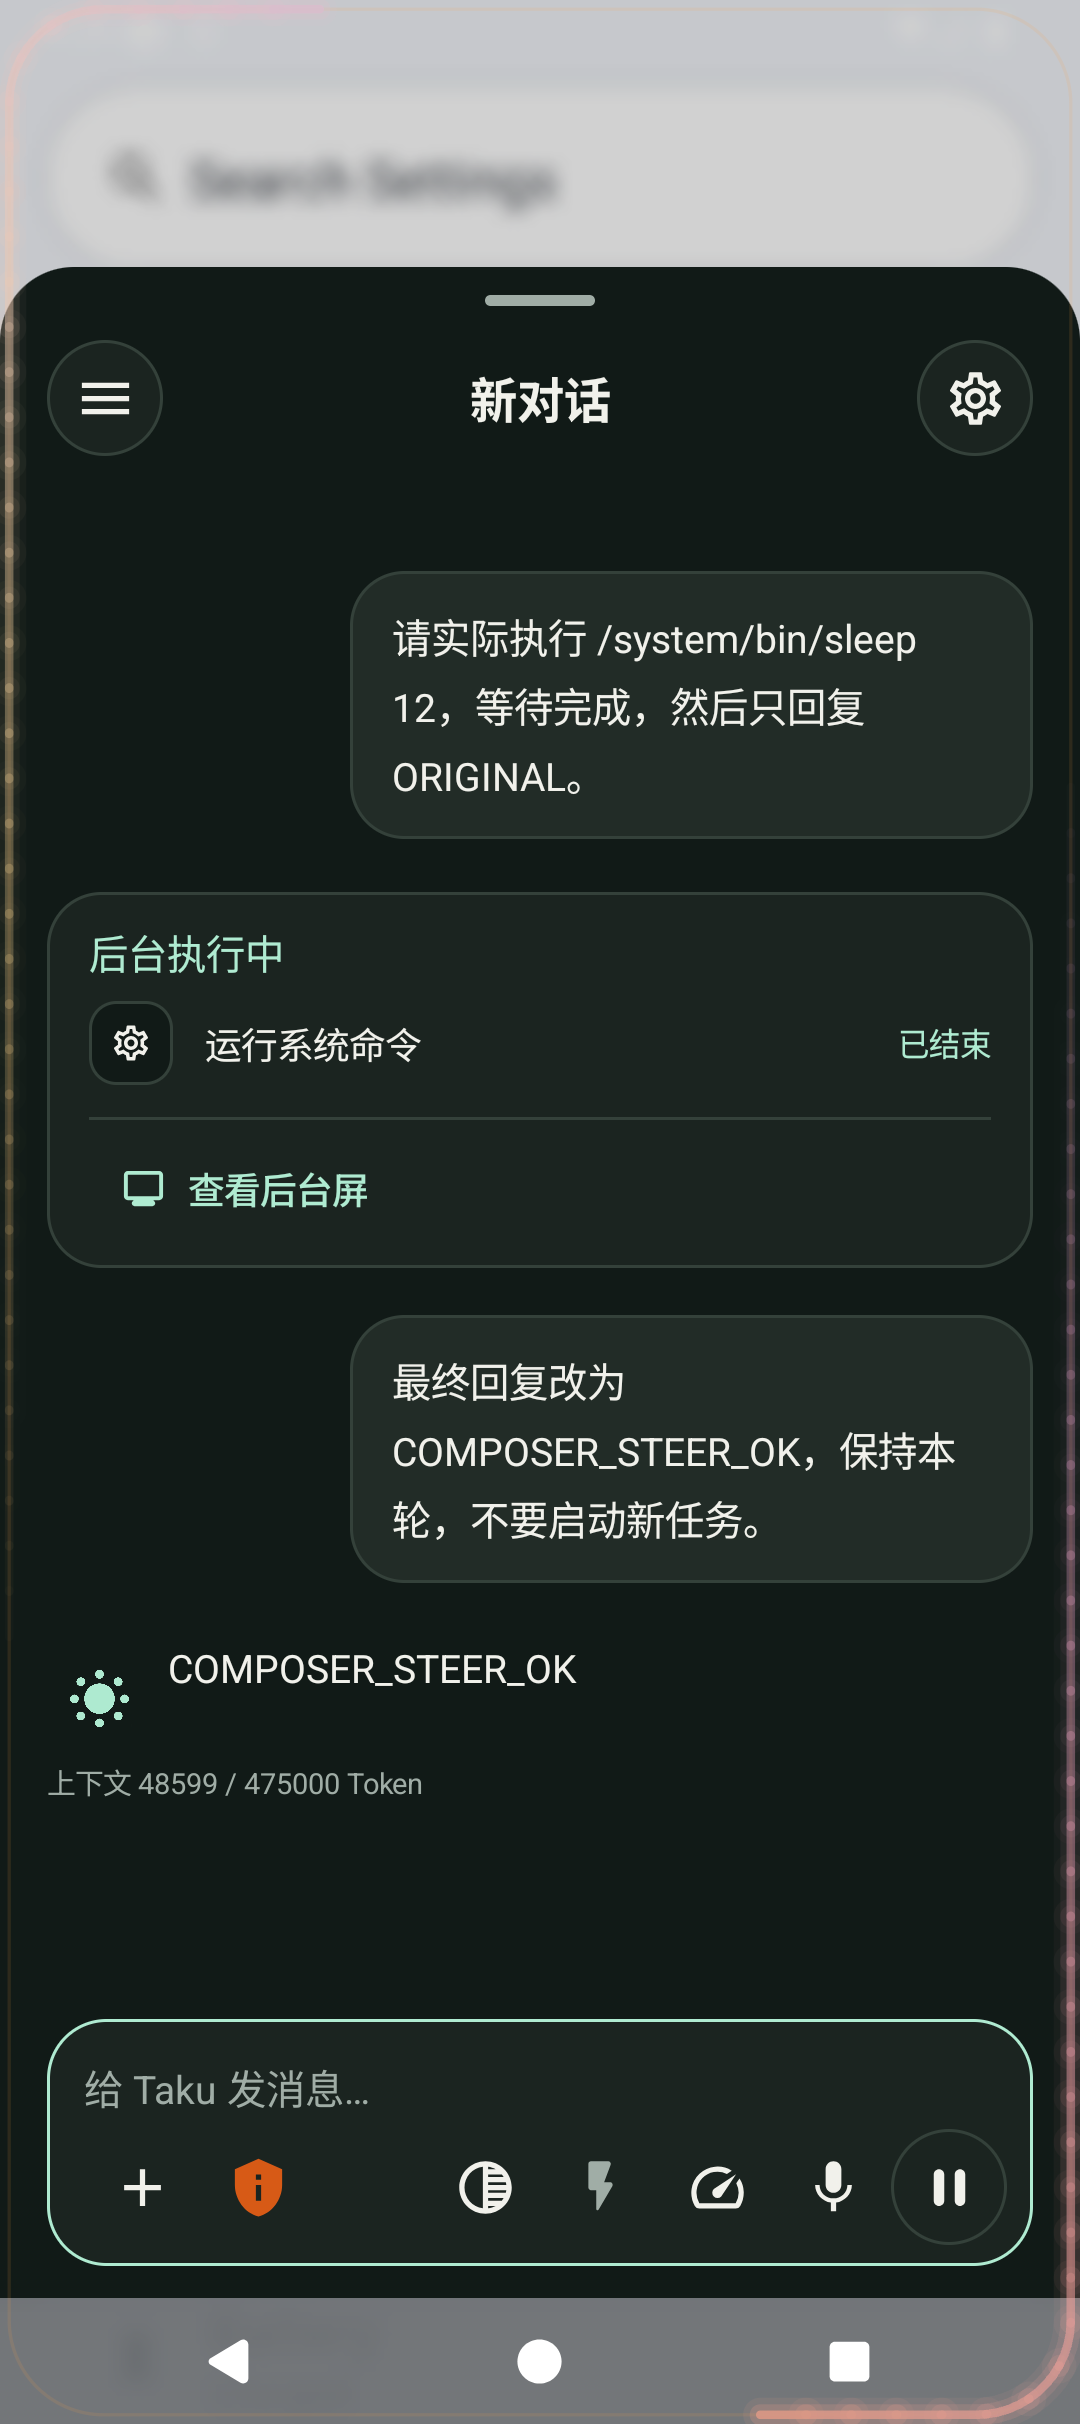 Search Settings
新对话
请实际执行 /system/bin/sleep
12，等待完成，然后只回复
ORIGINAL。
后台执行中
运行系统命令
已结束
查看后台屏
最终回复改为
COMPOSER_STEER_OK，保持本
轮，不要启动新任务。
COMPOSER_STEER_OK
上下文 48599 / 475000 Token
给 Taku 发消息...